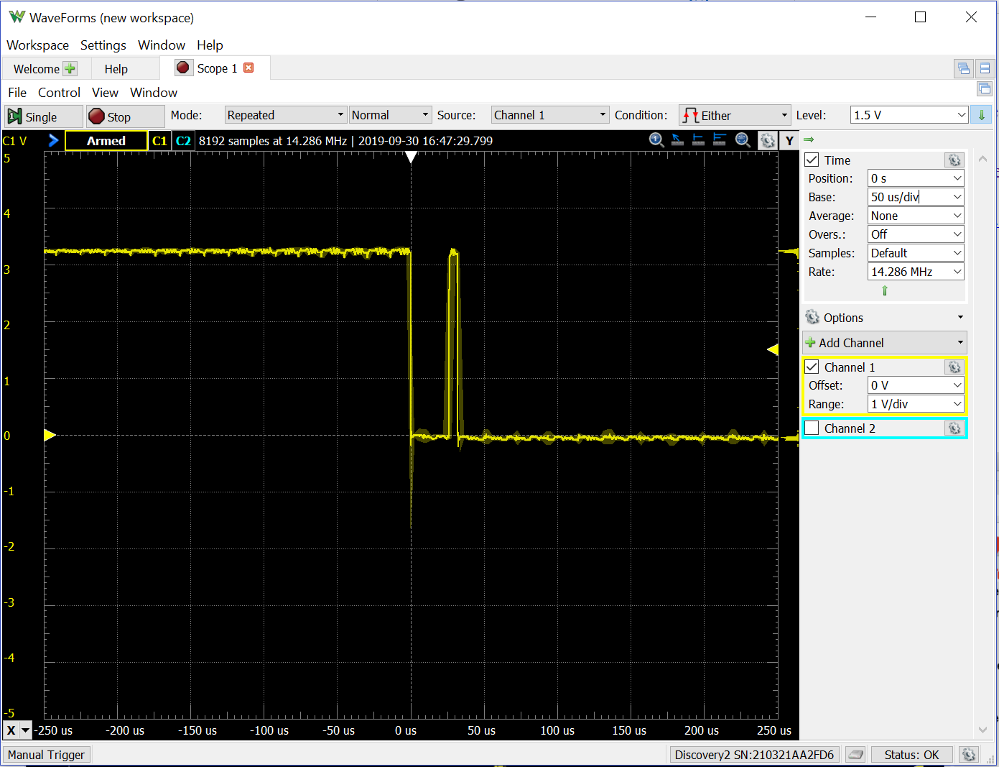 WaveForms (new workspace)
Workspace Settings Window Help
Welcome Help Scope 1
File Control View Window
1 Single Stop Mode: Repeated Normal Source: Channel 1 Condition: Either Level: 1.5 V
C1 V Armed C1 C2 8192 samples at 14.286 MHz | 2019-09-30 16:47:29.799 1 Y
5
4
3
2
1
0
-1
-2
-3
-4
-5
X -250 us -200 us -150 us -100 us -50 us 0 us 50 us 100 us 150 us 200 us 250 us
Time
Position: 0 s
Base: 50 us/div
Average: None
Overs.: Off
Samples: Default
Rate: 14.286 MHz
Options
Add Channel
Channel 1
Offset: 0 V
Range: 1 V/div
Channel 2
Manual Trigger Discovery2 SN:210321AA2FD6 Status: OK